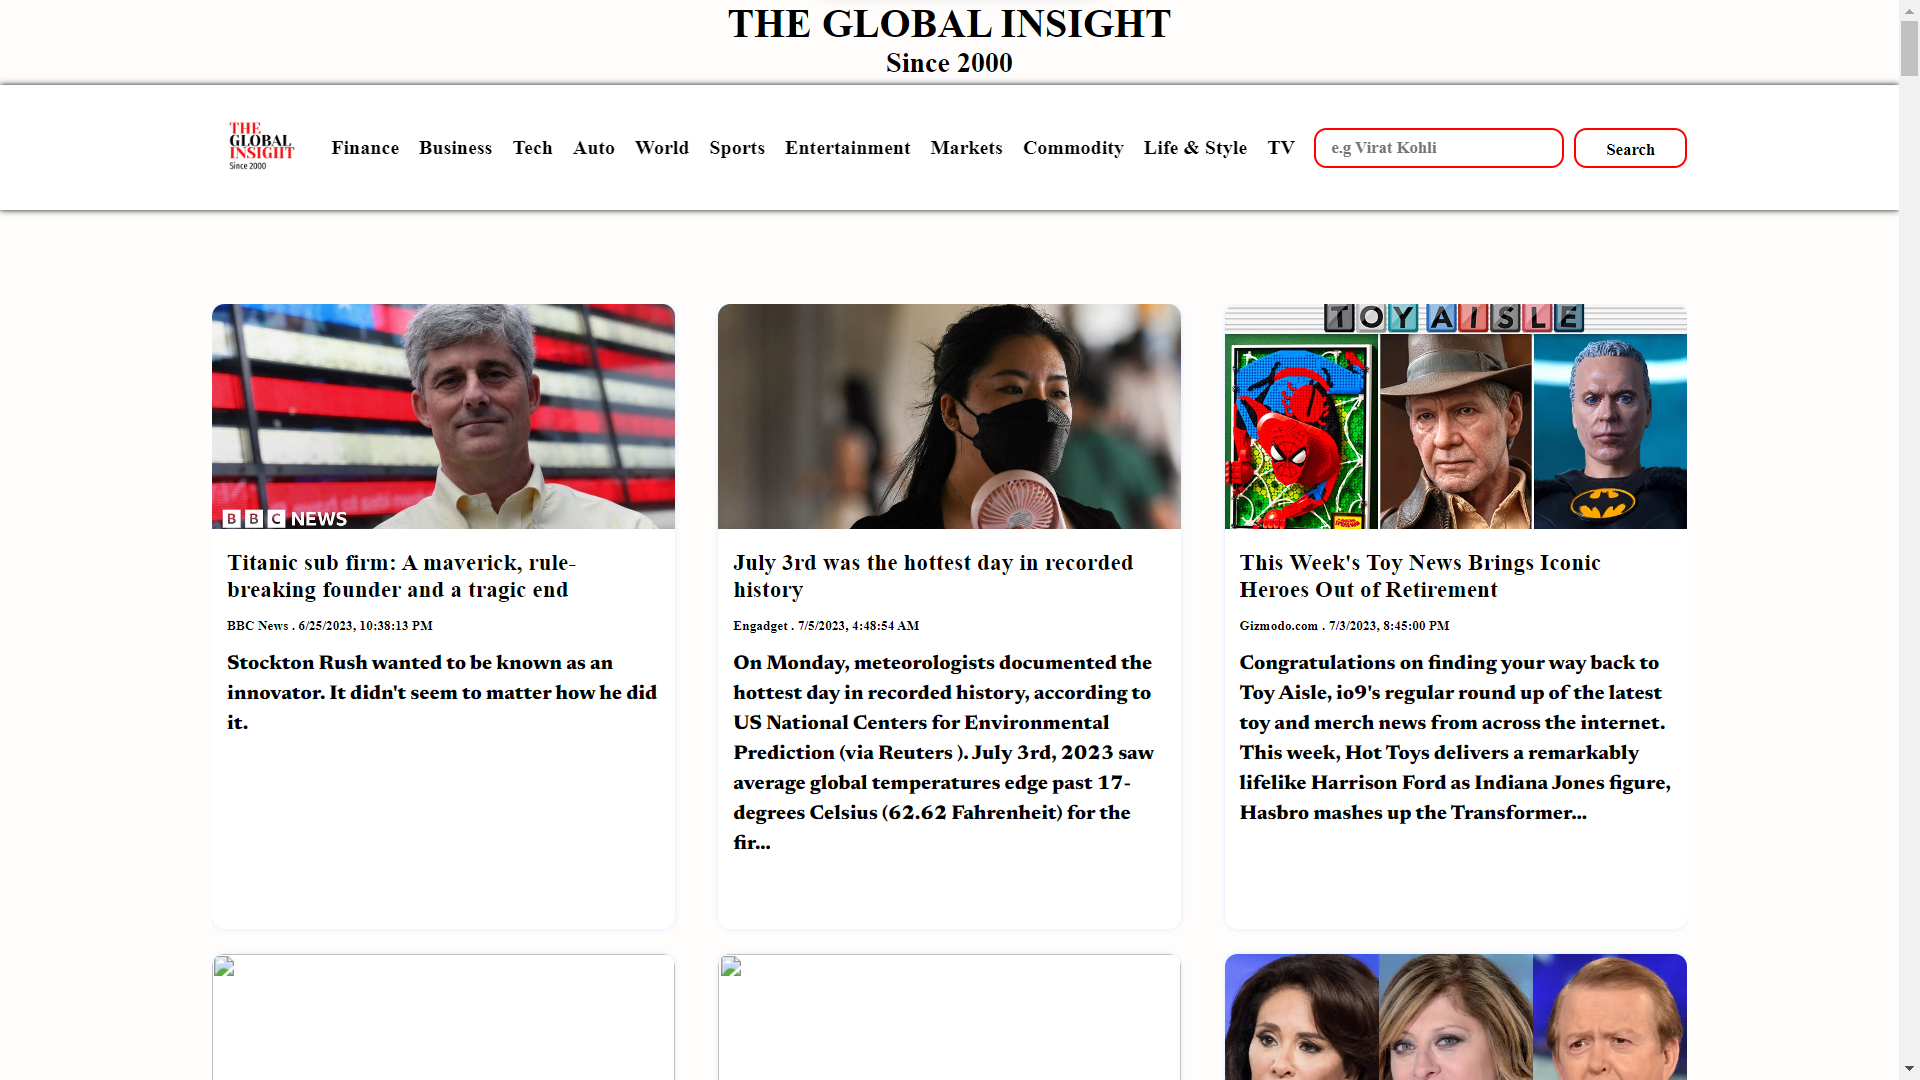 THE GLOBAL INSIGHT
Since 2000
THE
GLOBAL
INSIGHT
Since 2000
Finance Business Tech Auto World Sports Entertainment Markets Commodity Life & Style TV e.g Virat Kohli Search
BBC NEWS
TOY AISLE
Titanic sub firm: A maverick, rule-
breaking founder and a tragic end
BBC News . 6/25/2023, 10:38:13 PM
Stockton Rush wanted to be known as an
innovator. It didn't seem to matter how he did
it.
July 3rd was the hottest day in recorded
history
Engadget . 7/5/2023, 4:48:54 AM
On Monday, meteorologists documented the
hottest day in recorded history, according to
US National Centers for Environmental
Prediction (via Reuters ). July 3rd, 2023 saw
average global temperatures edge past 17-
degrees Celsius (62.62 Fahrenheit) for the
fir...
This Week's Toy News Brings Iconic
Heroes Out of Retirement
Gizmodo.com . 7/3/2023, 8:45:00 PM
Congratulations on finding your way back to
Toy Aisle, io9's regular round up of the latest
toy and merch news from across the internet.
This week, Hot Toys delivers a remarkably
lifelike Harrison Ford as Indiana Jones figure,
Hasbro mashes up the Transformer...